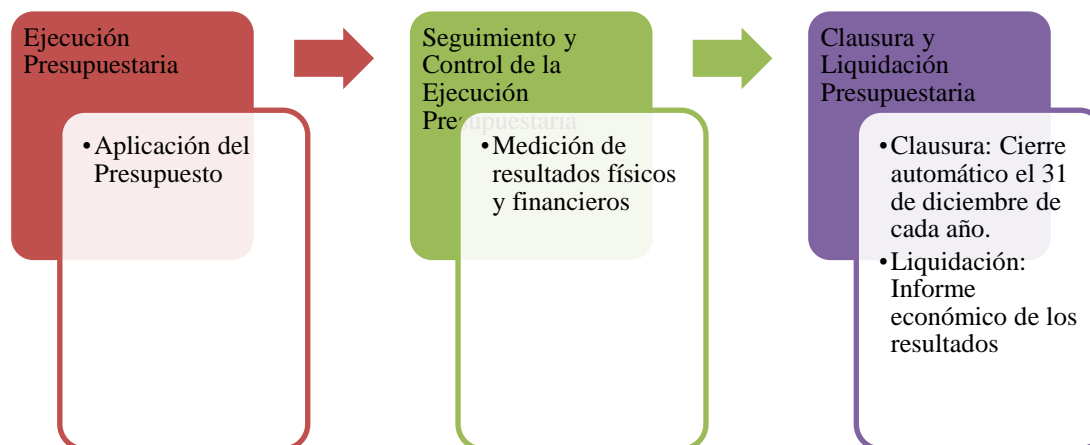 Ejecución
Presupuestaria
•Aplicación del
Presupuesto
Seguimiento y
Control de la
Ejecución
Presupuestaria
•Medición de
resultados físicos
y financieros
Clausura y
Liquidación
Presupuestaria
•Clausura: Cierre
automático el 31
de diciembre de
cada año.
•Liquidación:
Informe
económico de los
resultados